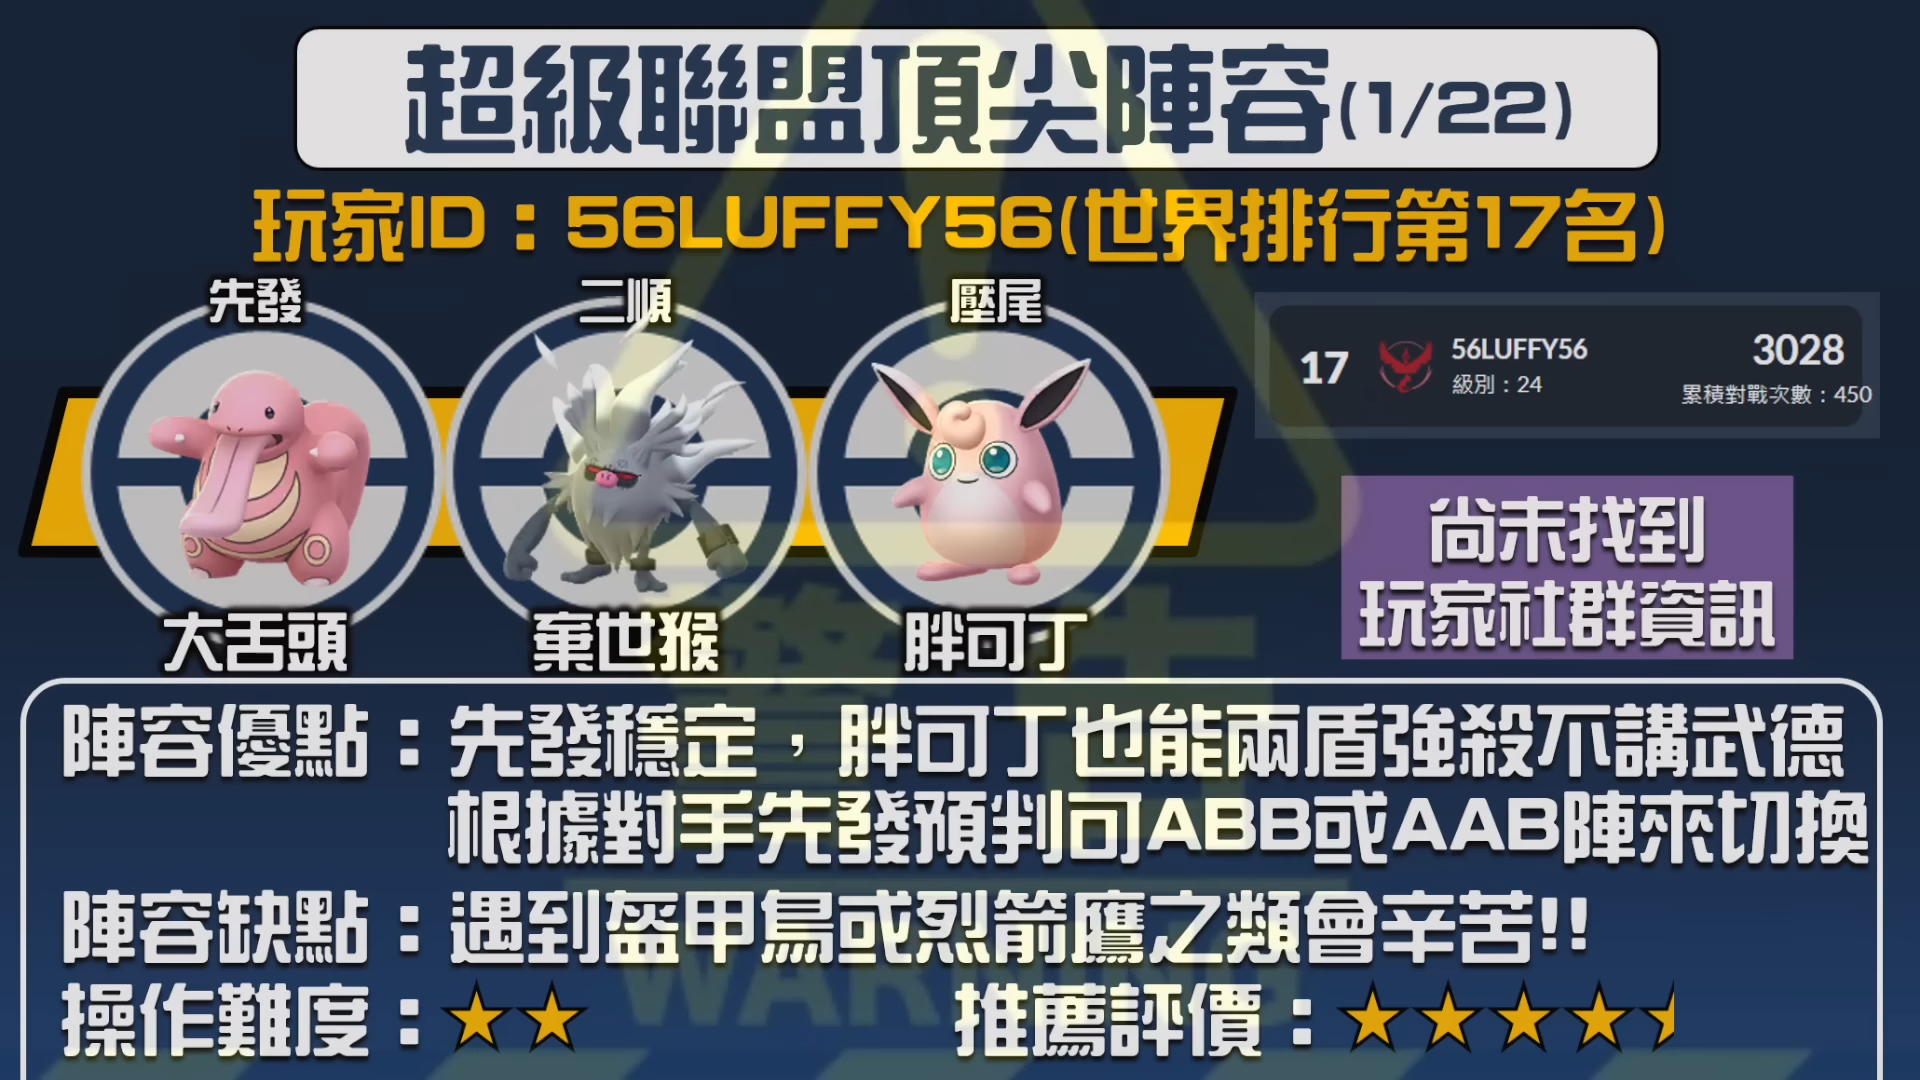 超級聯盟頂尖陣容(1/22)
玩家ID：56LUFFY56(世界排行第17名)
先發
二順
壓尾
17
56LUFFY56
3028
級別：24
累積對戰次數：450
尚未找到
玩家社群資訊
大舌頭
棄世猴
胖可丁
陣容優點：先發穩定，胖可丁也能兩盾強殺不講武德
根據對手先發預判可ABB或AAB陣來切換
陣容缺點：遇到盔甲鳥或烈箭鷹之類會辛苦!!
操作難度：★★
推薦評價：★★★★
警告
WARNING